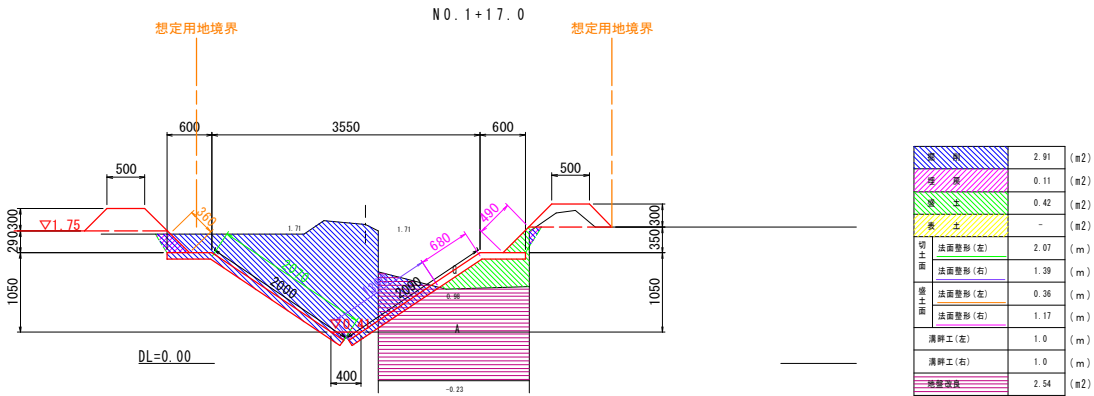 NO.1+17.0
想定用地境界
想定用地境界
600
3550
600
500
500
360
490
680
▽1.75
300
290
1.71
1.71
300
350
1050
1050
2090
2090
0.98
A
DL=0.00
400
-0.23
掘削 2.91 (m2)
埋戻 0.11 (m2)
盛土 0.42 (m2)
表土 - (m2)
切土面
法面整形(左) 2.07 (m)
法面整形(右) 1.39 (m)
盛土面
法面整形(左) 0.36 (m)
法面整形(右) 1.17 (m)
溝畔工(左) 1.0 (m)
溝畔工(右) 1.0 (m)
地盤改良 2.54 (m2)